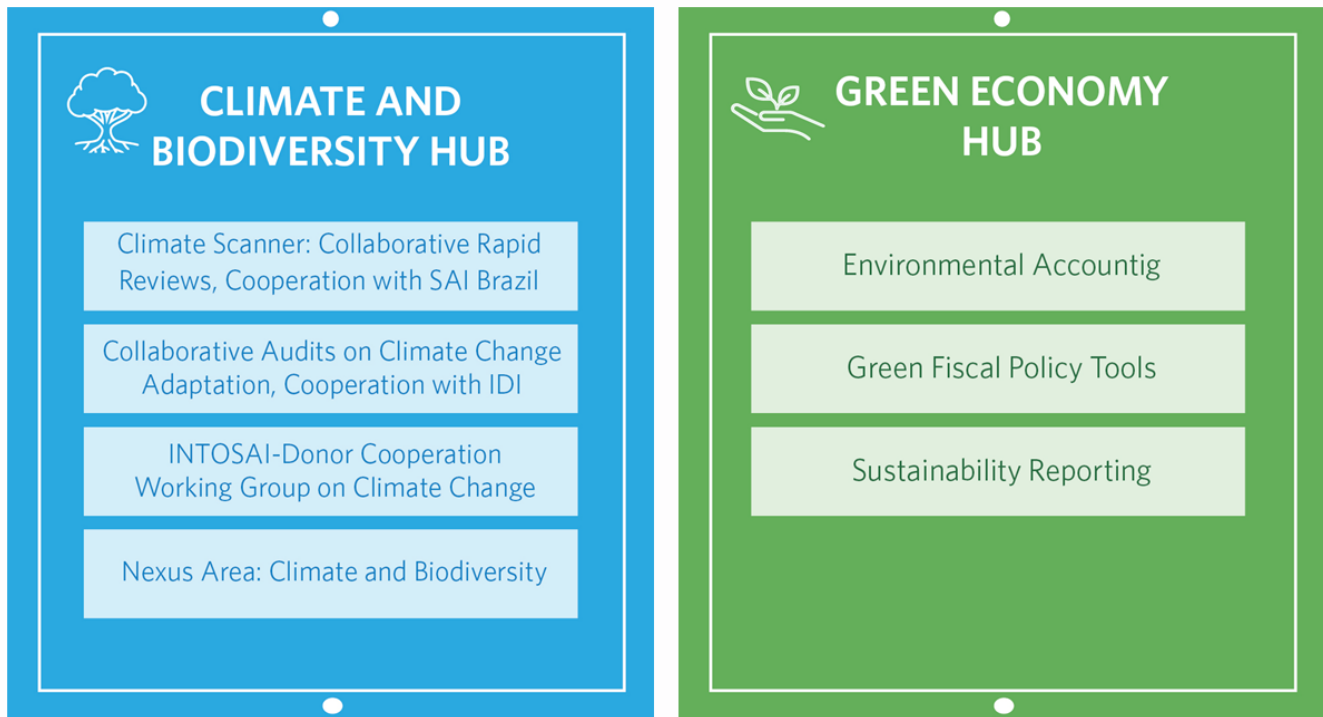 CLIMATE AND
BIODIVERSITY HUB
Climate Scanner: Collaborative Rapid
Reviews, Cooperation with SAI Brazil
Collaborative Audits on Climate Change
Adaptation, Cooperation with IDI
INTOSAI-Donor Cooperation
Working Group on Climate Change
Nexus Area: Climate and Biodiversity
GREEN ECONOMY
HUB
Environmental Accountig
Green Fiscal Policy Tools
Sustainability Reporting